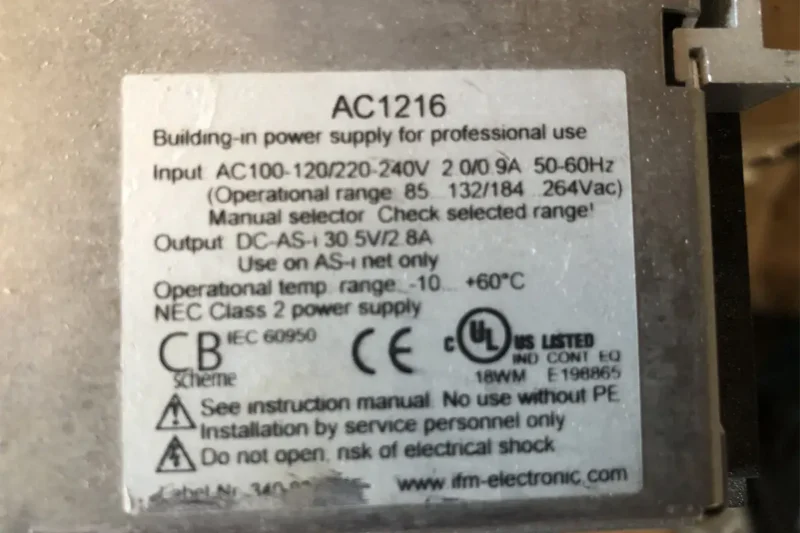 AC1216
Building-in power supply for professional use
Input AC100-120/220-240V 2.0/0.9A 50-60Hz
(Operational range 85...132/184...264Vac)
Manual selector. Check selected range!
Output DC-AS-i 30.5V/2.8A
Use on AS-i net only
Operational temp. range: -10... +60°C
NEC Class 2 power supply
CB scheme
IEC 60950
CE
c UL US LISTED
IND CONT EQ
18WM E198865
See instruction manual. No use without PE
Installation by service personnel only
Do not open, risk of electrical shock
Label Nr. 340-
www.ifm-electronic.com